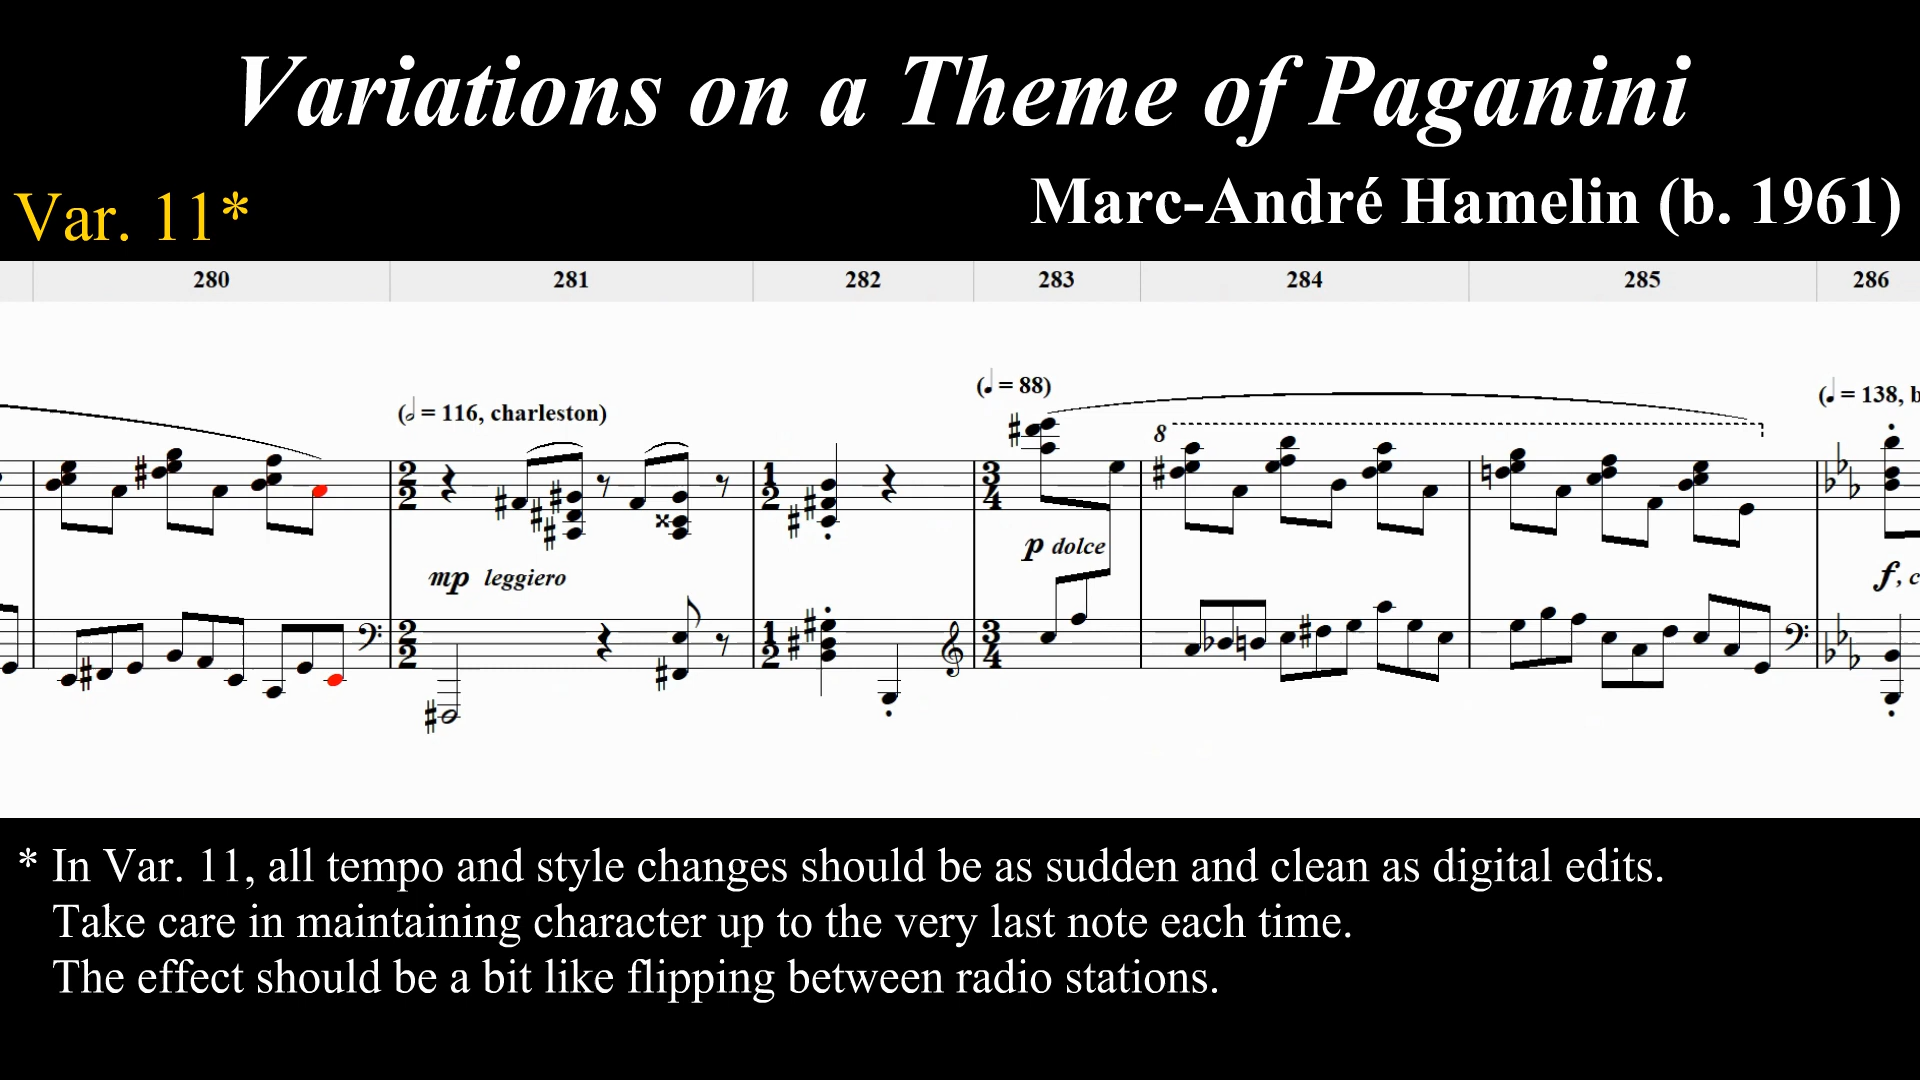 Variations on a Theme of Paganini
Var. 11*
Marc-André Hamelin (b. 1961)
280 281 282 283 284 285 286
(𝅗𝅥 = 116, charleston)
(♩ = 88)
(♩ = 138, b
8
mp leggiero
p dolce
f, c
* In Var. 11, all tempo and style changes should be as sudden and clean as digital edits.
Take care in maintaining character up to the very last note each time.
The effect should be a bit like flipping between radio stations.